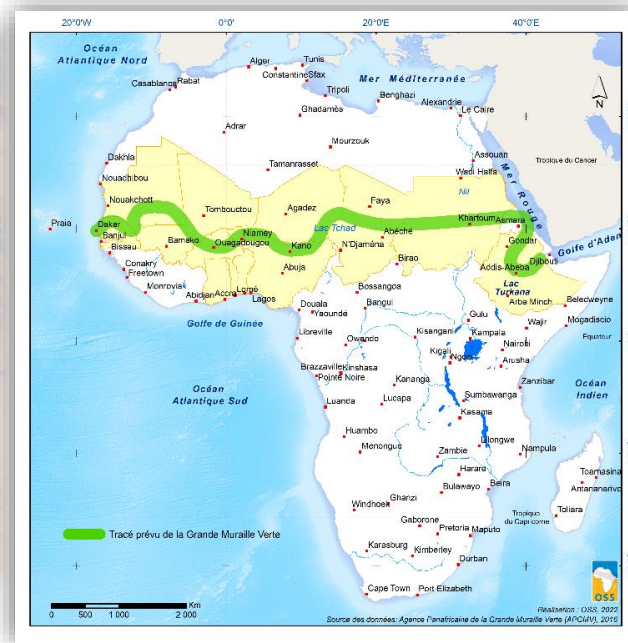 20°0'W
0°0'
20°0'E
40°0'E
Océan
Atlantique Nord
Alger
Tunis
Constantine
Sfax
Casablanca
Rabat
Mer Méditerranée
Tripoli
Benghazi
Alexandrie
Le Caire
N
Ghadamès
Adrar
Mourzouk
Assouan
Tropique du Cancer
Dakhla
Tamanrasset
Wadi Halfa
Nouadhibou
Mer Rouge
Nil
Nouakchott
Tombouctou
Agadez
Faya
Khartoum
Asmara
Praia
Dakar
Banjul
Lac Tchad
Abéché
Niamey
Bissau
Bamako
Ouagadougou
Kano
N'Djaména
Gondar
Golfe d'Aden
Djibouti
Conakry
Birao
Addis-Abeba
Freetown
Abuja
Lac
Turkana
Monrovia
Abidjan
Accra
Lomé
Lagos
Bossangoa
Arba Minch
Beledweyne
Douala
Yaoundé
Bangui
Gulu
Mogadiscio
Golfe de Guinée
Libreville
Kisangani
Kampala
Wajir
Equateur
Owando
Kigali
Ngozi
Nairobi
Arusha
Brazzaville
Kinshasa
Pointe Noire
Kananga
Zanzibar
Océan
Indien
Océan
Atlantique Sud
Luanda
Lucapa
Sumbawanga
Kasama
Huambo
Menongue
Lilongwe
Zambie
Nampula
Harare
Toamasina
Bulawayo
Beira
Antananarivo
Windhoek
Ghanzi
Toliara
Tropique
du Capricorne
Gaborone
Pretoria
Maputo
Tracé prévu de la Grande Muraille Verte
Karasburg
Kimberley
Durban
Cape Town
Port Elizabeth
Km
0 500 1 000 2 000
OSS
Réalisation : OSS, 2022
Source des données: Agence Panafricaine de la Grande Muraille Verte (APGMV), 2016